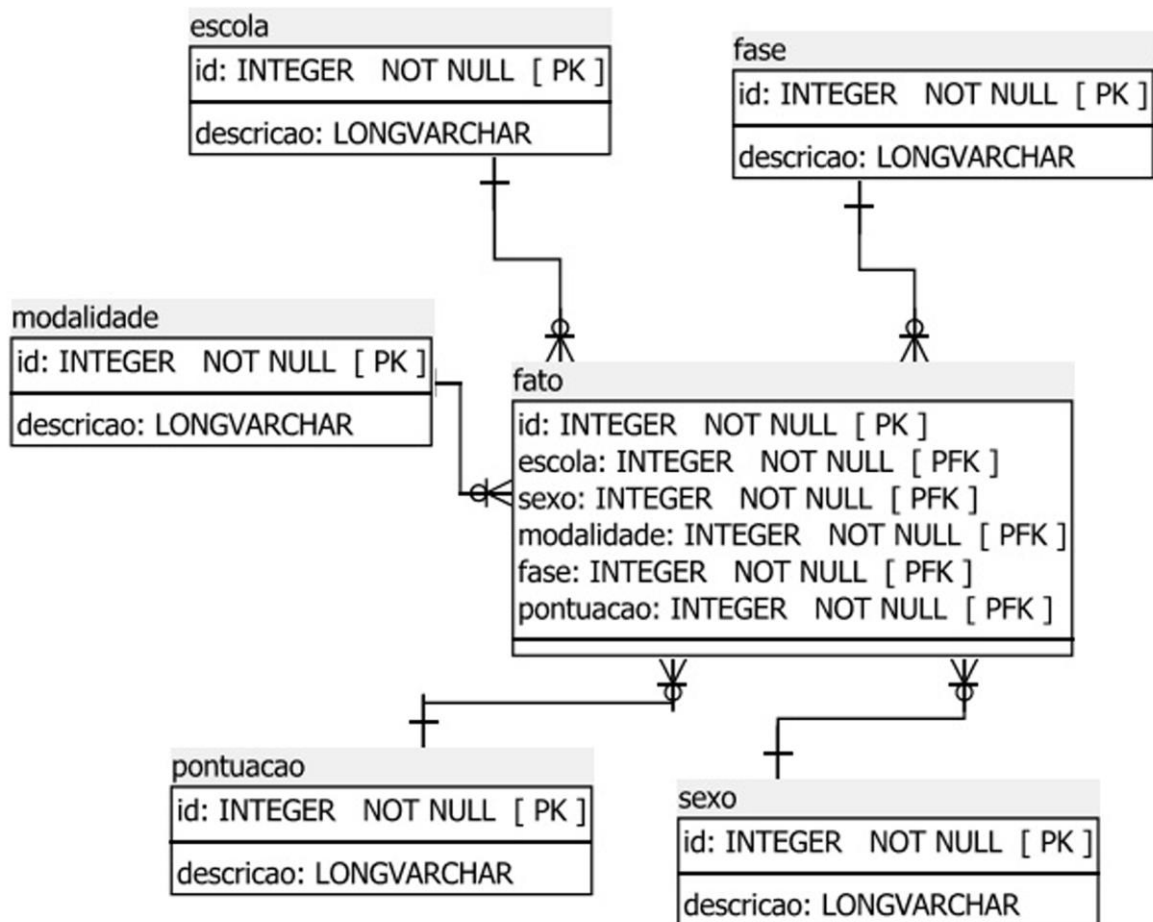 escola
id: INTEGER NOT NULL [ PK ]
descricao: LONGVARCHAR
fase
id: INTEGER NOT NULL [ PK ]
descricao: LONGVARCHAR
modalidade
id: INTEGER NOT NULL [ PK ]
descricao: LONGVARCHAR
fato
id: INTEGER NOT NULL [ PK ]
escola: INTEGER NOT NULL [ PFK ]
sexo: INTEGER NOT NULL [ PFK ]
modalidade: INTEGER NOT NULL [ PFK ]
fase: INTEGER NOT NULL [ PFK ]
pontuacao: INTEGER NOT NULL [ PFK ]
pontuacao
id: INTEGER NOT NULL [ PK ]
descricao: LONGVARCHAR
sexo
id: INTEGER NOT NULL [ PK ]
descricao: LONGVARCHAR